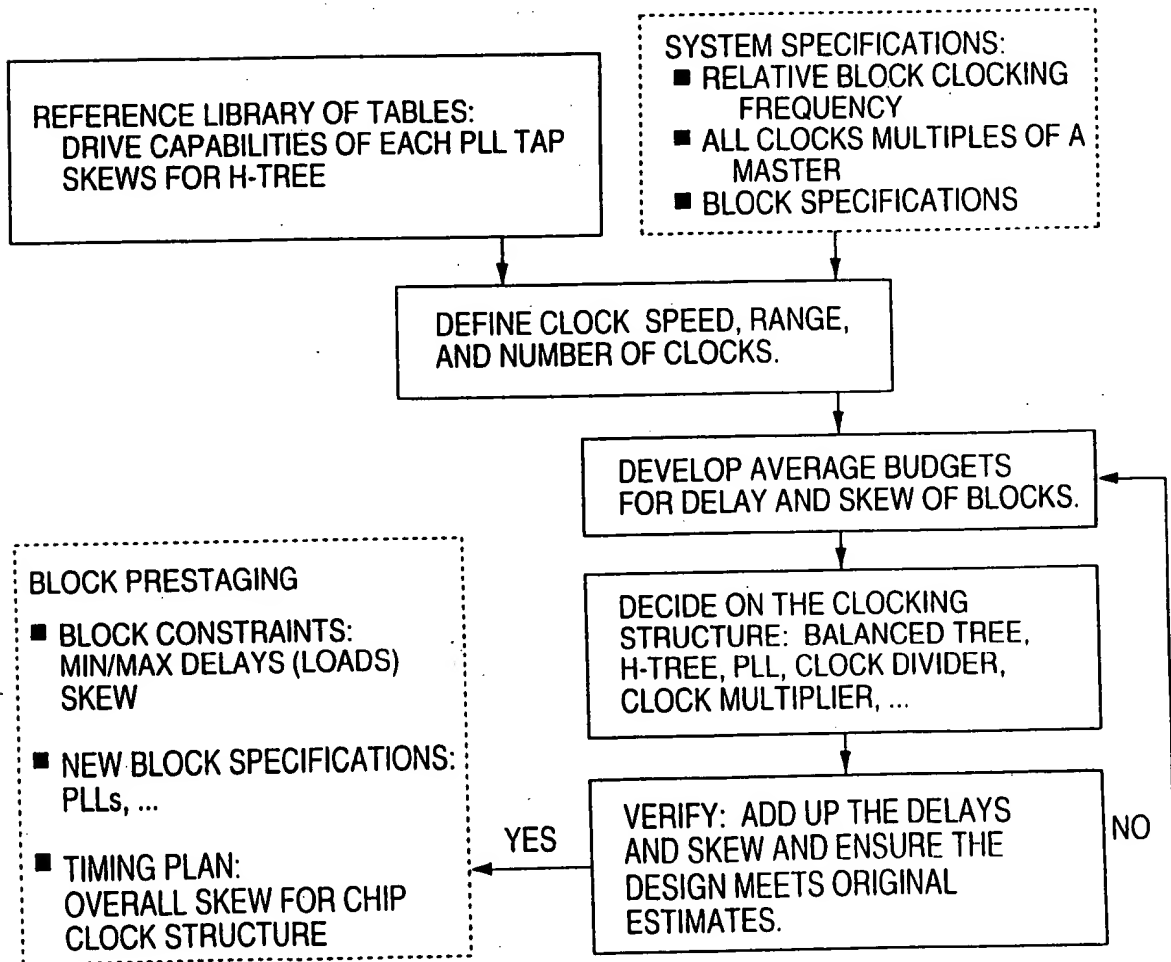 REFERENCE LIBRARY OF TABLES:
DRIVE CAPABILITIES OF EACH PLL TAP
SKEWS FOR H-TREE
SYSTEM SPECIFICATIONS:
■ RELATIVE BLOCK CLOCKING
FREQUENCY
■ ALL CLOCKS MULTIPLES OF A
MASTER
■ BLOCK SPECIFICATIONS
DEFINE CLOCK SPEED, RANGE,
AND NUMBER OF CLOCKS.
DEVELOP AVERAGE BUDGETS
FOR DELAY AND SKEW OF BLOCKS.
DECIDE ON THE CLOCKING
STRUCTURE: BALANCED TREE,
H-TREE, PLL, CLOCK DIVIDER,
CLOCK MULTIPLIER, ...
VERIFY: ADD UP THE DELAYS
AND SKEW AND ENSURE THE
DESIGN MEETS ORIGINAL
ESTIMATES.
NO
YES
BLOCK PRESTAGING
■ BLOCK CONSTRAINTS:
MIN/MAX DELAYS (LOADS)
SKEW
■ NEW BLOCK SPECIFICATIONS:
PLLs, ...
■ TIMING PLAN:
OVERALL SKEW FOR CHIP
CLOCK STRUCTURE